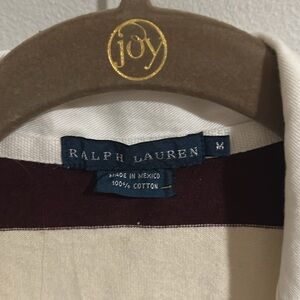 joy
RALPH LAUREN
M
MADE IN MEXICO
100% COTTON